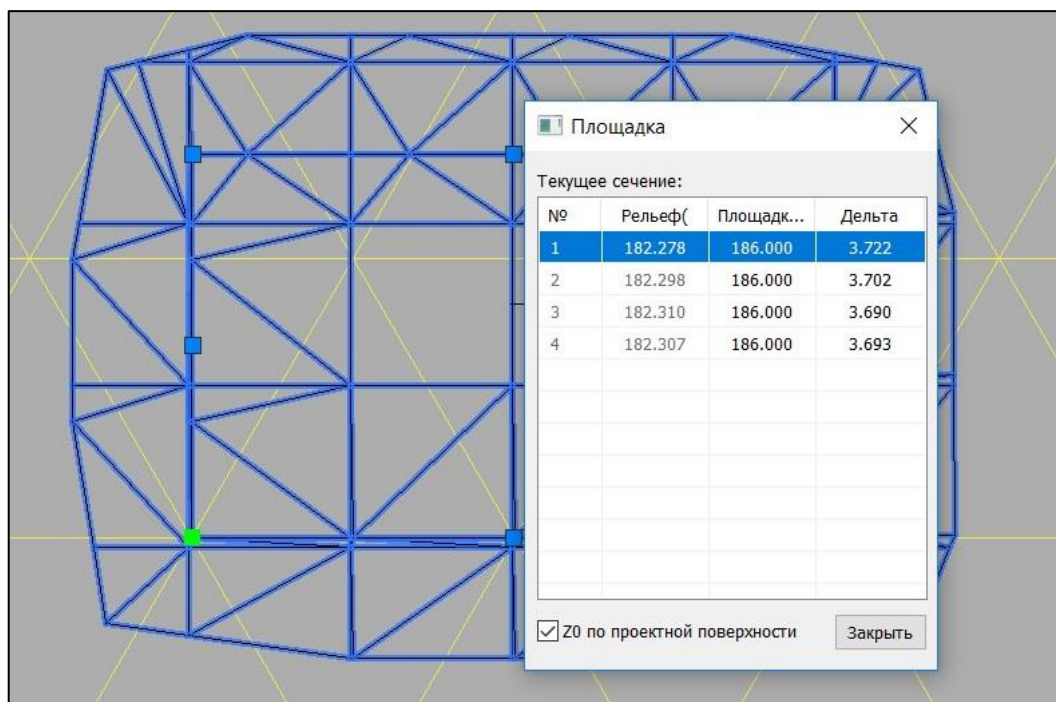 Площадка
Текущее сечение:
№ Рельеф( Площадк... Дельта
1 182.278 186.000 3.722
2 182.298 186.000 3.702
3 182.310 186.000 3.690
4 182.307 186.000 3.693
Z0 по проектной поверхности Закрыть